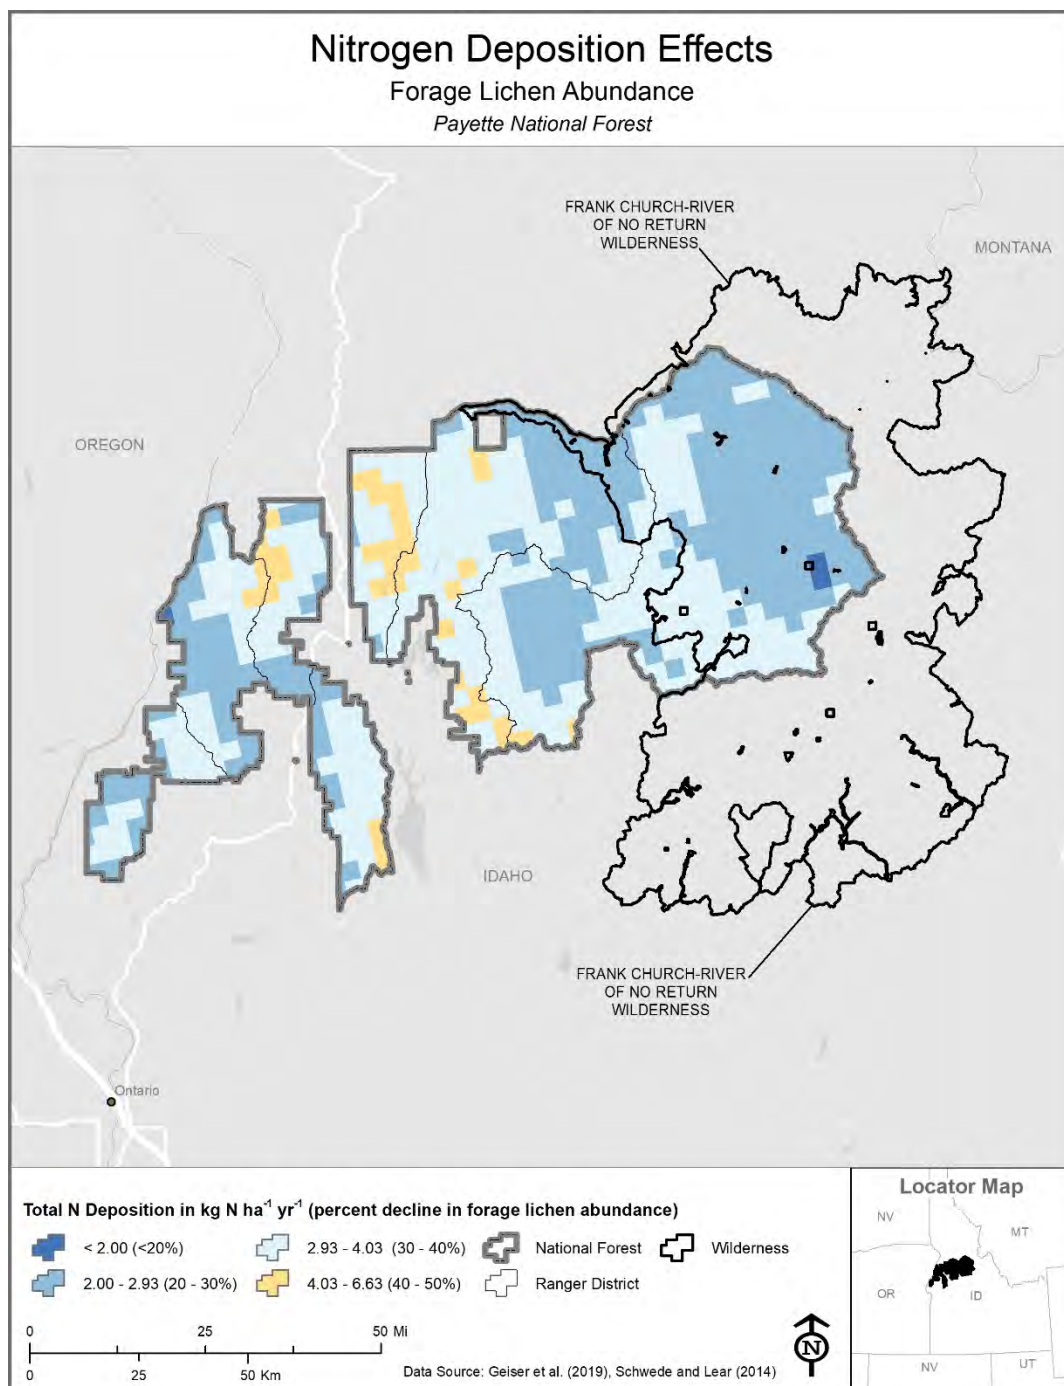 Nitrogen Deposition Effects
Forage Lichen Abundance
Payette National Forest
FRANK CHURCH-RIVER
OF NO RETURN
WILDERNESS
MONTANA
OREGON
IDAHO
FRANK CHURCH-RIVER
OF NO RETURN
WILDERNESS
Ontario
Total N Deposition in kg N ha⁻¹ yr⁻¹ (percent decline in forage lichen abundance)
< 2.00 (<20%)
2.93 - 4.03 (30 - 40%)
National Forest
Wilderness
2.00 - 2.93 (20 - 30%)
4.03 - 6.63 (40 - 50%)
Ranger District
0 25 50 Mi
0 25 50 Km
N
Data Source: Geiser et al. (2019), Schwede and Lear (2014)
Locator Map
NV
MT
OR
ID
NV
UT